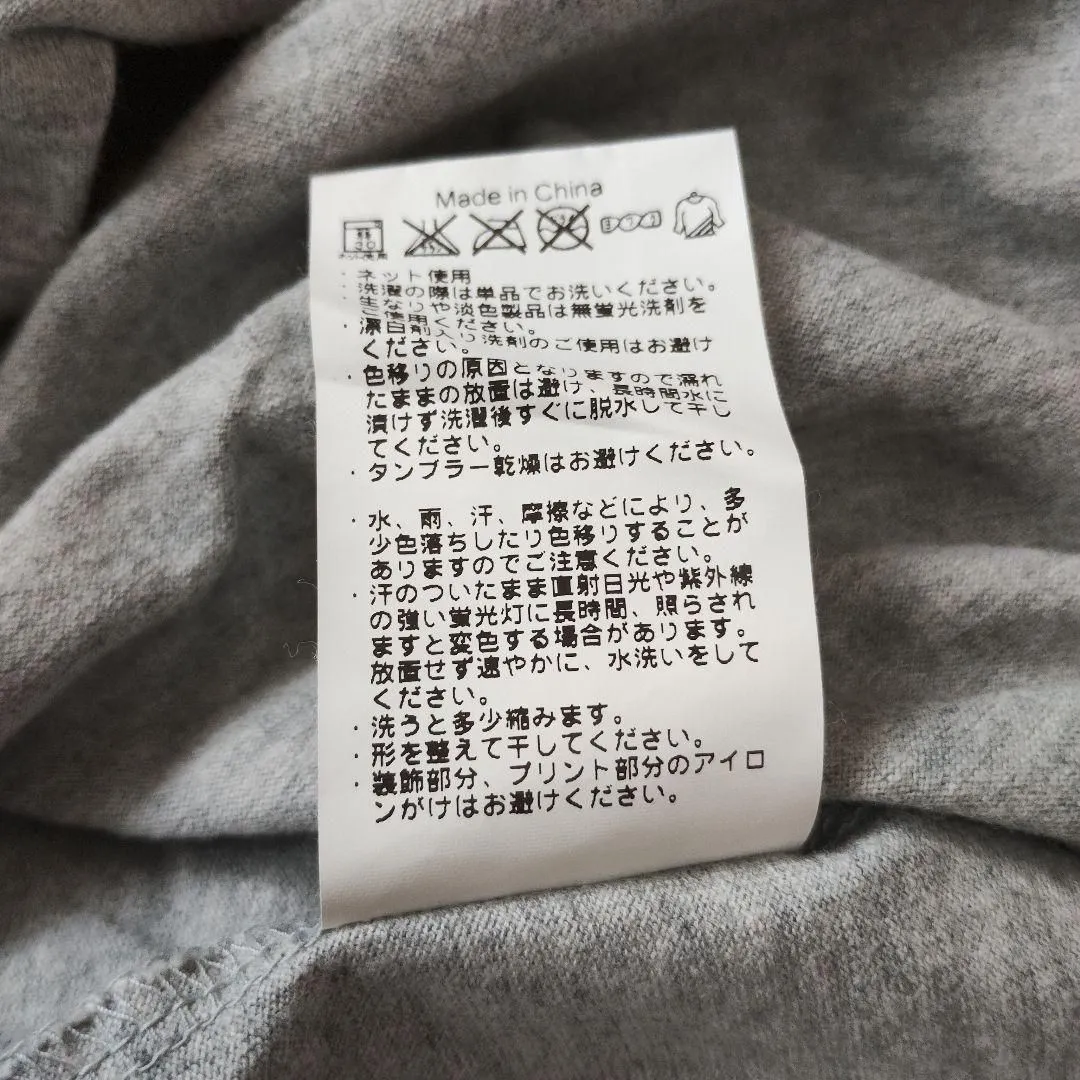 Made in China
・ネット使用
・洗濯の際は単品でお洗いください。
・生なりや淡色製品は無蛍光洗剤を
ご使用ください。
・漂白剤入り洗剤のご使用はお避け
ください。
・色移りの原因となりますので濡れ
たままの放置は避け、長時間水に
漬けず洗濯後すぐに脱水して干し
てください。
・タンブラー乾燥はお避けください。
・水、雨、汗、摩擦などにより、多
少色落ちしたり色移りすることが
ありますのでご注意ください。
・汗のついたまま直射日光や紫外線
の強い蛍光灯に長時間、照らされ
ますと変色する場合があります。
放置せず速やかに、水洗いをして
ください。
・洗うと多少縮みます。
・形を整えて干してください。
・装飾部分、プリント部分のアイロ
ンがけはお避けください。